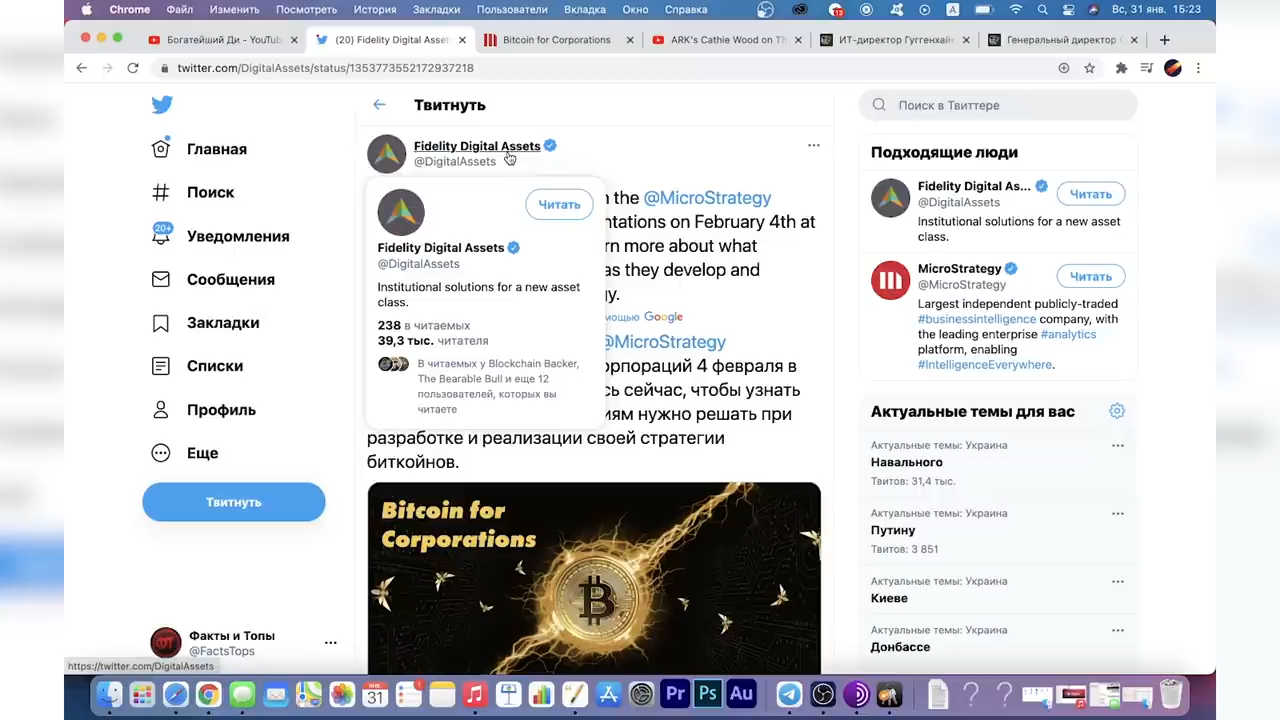 Chrome Файл Изменить Посмотреть История Закладки Пользователи Вкладка Окно Справка 13 A Вс, 31 янв. 15:23
Богатейший Ди - YouTub
(20) Fidelity Digital Asse
Bitcoin for Corporations
ARK's Cathie Wood on Th
ИТ-директор Гуггенхай
Генеральный директор
twitter.com/DigitalAssets/status/1353773552172937218
Главная
Поиск
20+
Уведомления
Сообщения
Закладки
Списки
Профиль
Еще
Твитнуть
Факты и Топы
@FactsTops
https://twitter.com/DigitalAssets
Твитнуть
Fidelity Digital Assets
@DigitalAssets
the @MicroStrategy
ntations on February 4th at
rn more about what
as they develop and
y.
мощью Google
@MicroStrategy
орпораций 4 февраля в
сь сейчас, чтобы узнать
иям нужно решать при
разработке и реализации своей стратегии
биткойнов.
Читать
Fidelity Digital Assets
@DigitalAssets
Institutional solutions for a new asset
class.
238 в читаемых
39,3 тыс. читателя
В читаемых у Blockchain Backer,
The Bearable Bull и еще 12
пользователей, которых вы
читаете
Bitcoin for
Corporations
Поиск в Твиттере
Подходящие люди
Fidelity Digital As...
@DigitalAssets
Читать
Institutional solutions for a new asset
class.
MicroStrategy
@MicroStrategy
Читать
Largest independent publicly-traded
#businessintelligence company, with
the leading enterprise #analytics
platform, enabling
#IntelligenceEverywhere.
Актуальные темы для вас
Актуальные темы: Украина
Навального
Твитов: 31,4 тыс.
Актуальные темы: Украина
Путину
Твитов: 3 851
Актуальные темы: Украина
Киеве
Актуальные темы: Украина
Донбассе
31
Pr
Ps
Au